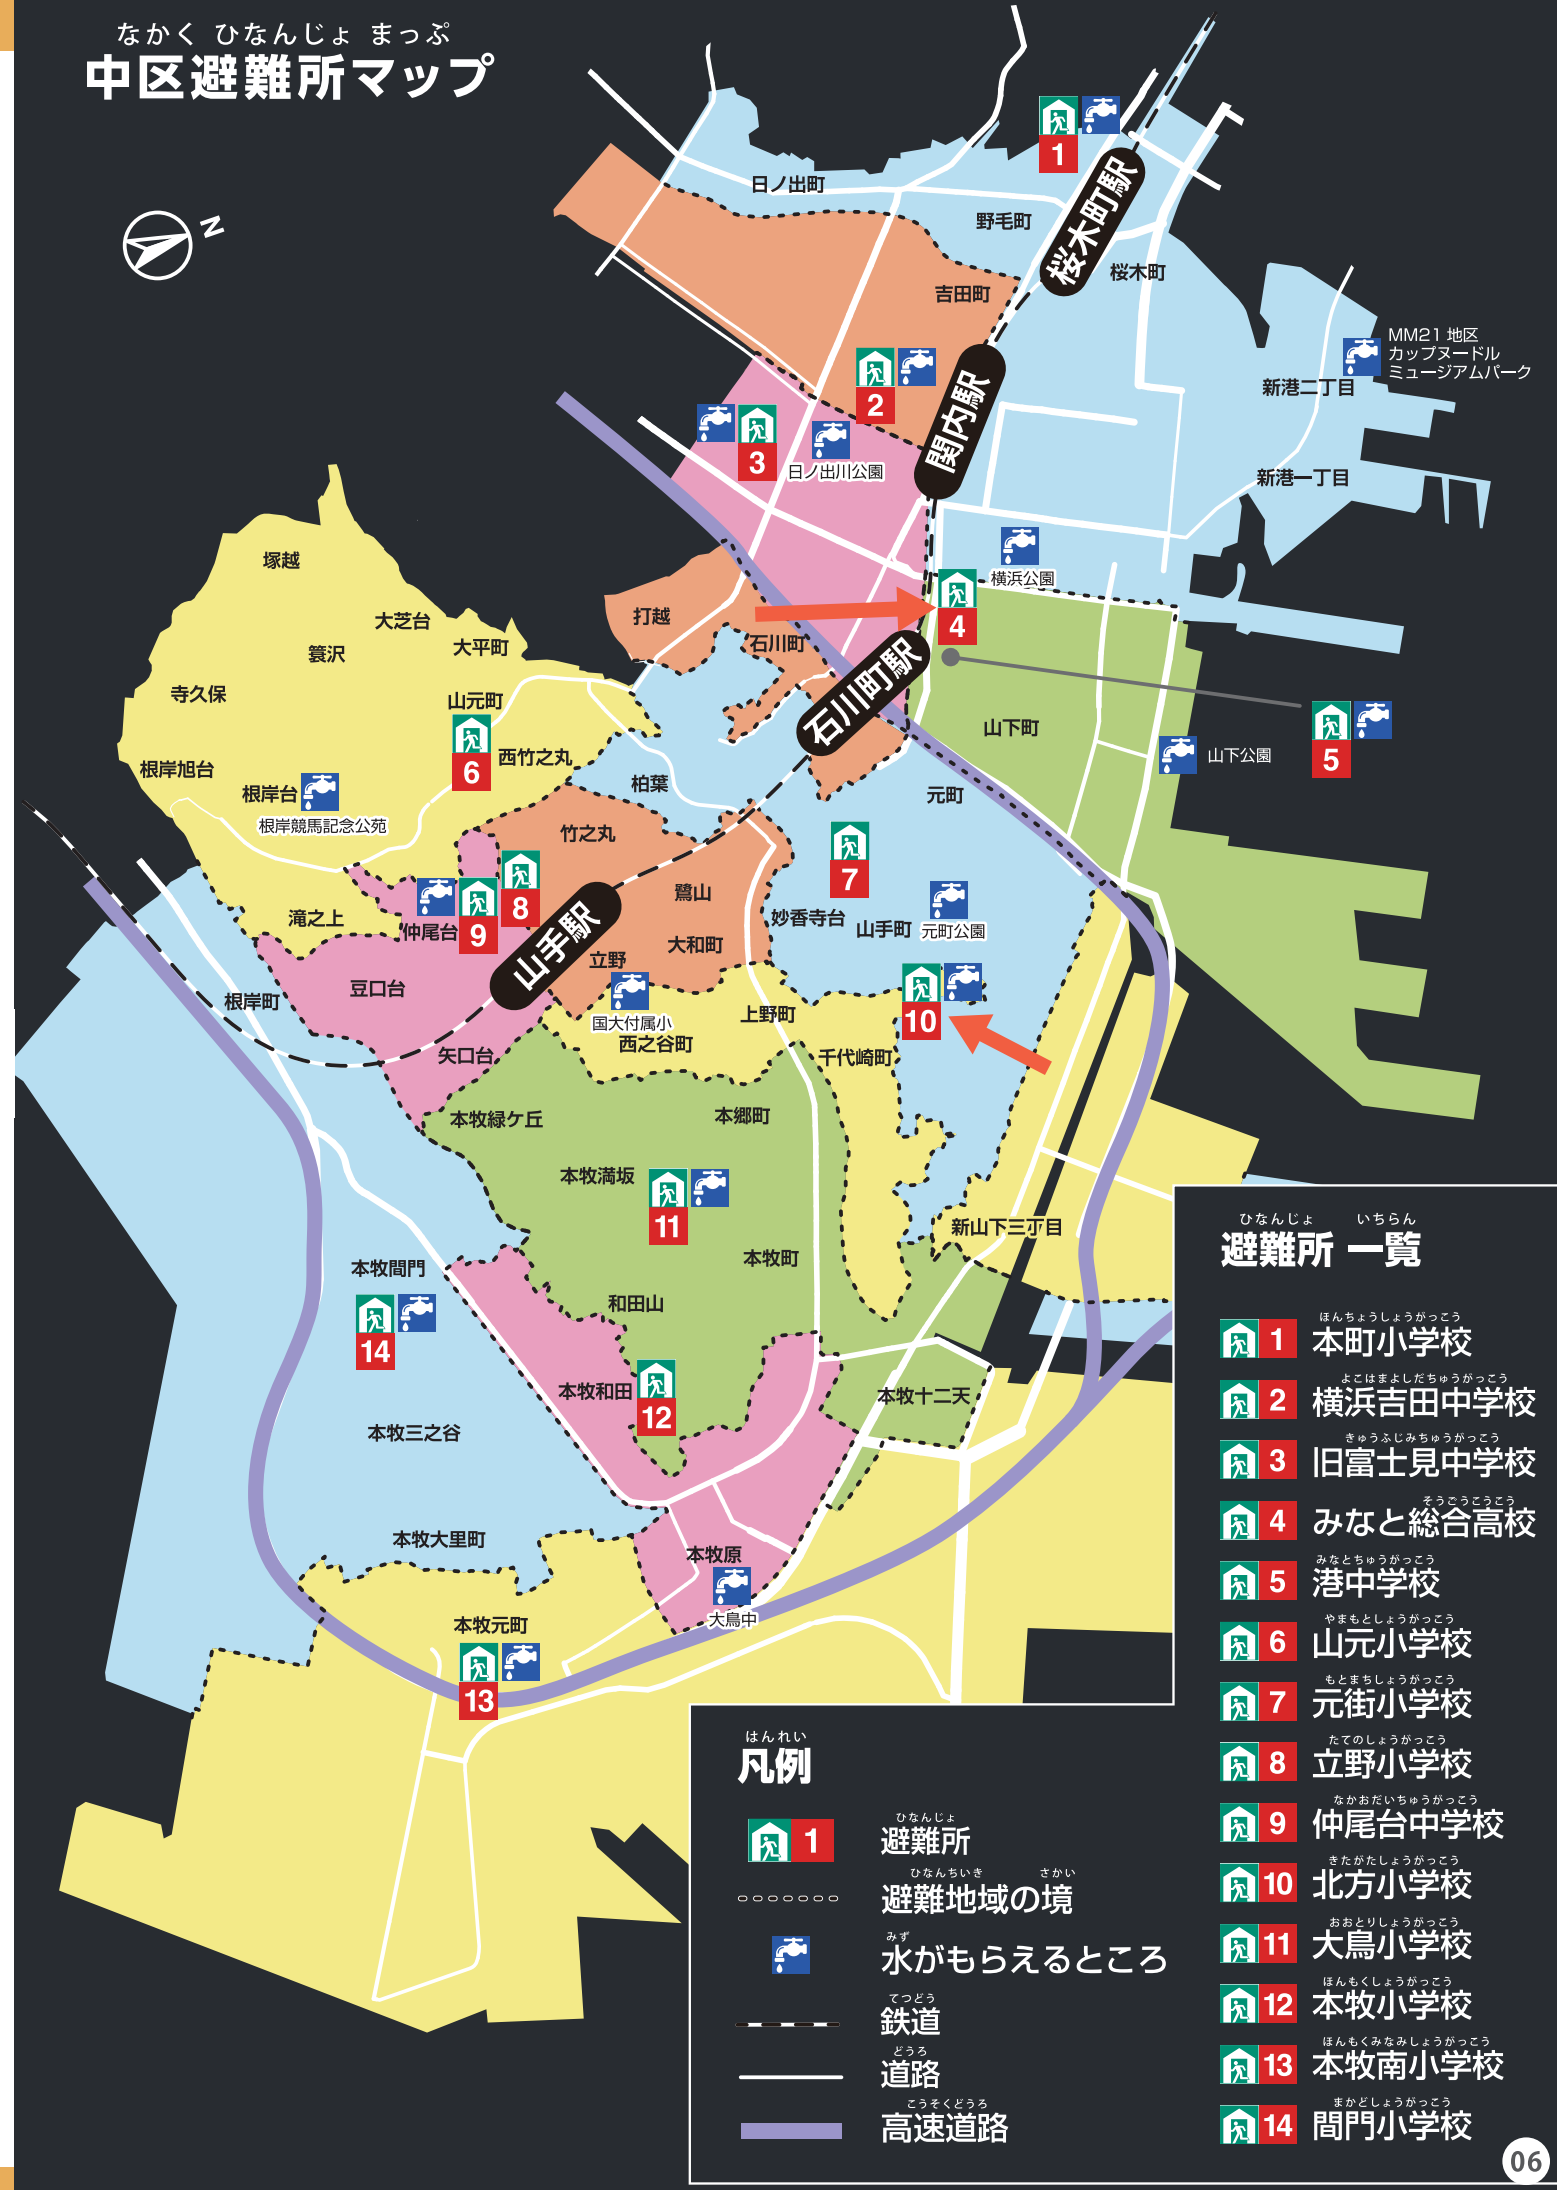 なかく ひなんじょ まっぷ
中区避難所マップ
N
1
日ノ出町
野毛町
桜木町駅
桜木町
吉田町
MM21 地区
カップヌードル
ミュージアムパーク
新港二丁目
2
関内駅
3
日ノ出川公園
新港一丁目
塚越
横浜公園
大芝台
打越
4
簑沢
大平町
石川町
寺久保
山元町
石川町駅
山下町
5
6
西竹之丸
山下公園
根岸旭台
根岸台
柏葉
元町
根岸競馬記念公苑
竹之丸
7
8
鷺山
滝之上
仲尾台
9
妙香寺台
山手町
元町公園
山手駅
大和町
立野
豆口台
根岸町
国大付属小
上野町
10
西之谷町
矢口台
千代崎町
本牧緑ケ丘
本郷町
本牧満坂
11
新山下三丁目
本牧町
本牧間門
和田山
14
本牧和田
12
本牧十二天
本牧三之谷
本牧大里町
本牧原
大鳥中
本牧元町
13
ひなんじょ いちらん
避難所 一覧
ほんちょうしょうがっこう
1 本町小学校
よこはまよしだちゅうがっこう
2 横浜吉田中学校
きゅうふじみちゅうがっこう
3 旧富士見中学校
そうごうこうこう
4 みなと総合高校
みなとちゅうがっこう
5 港中学校
やまもとしょうがっこう
6 山元小学校
もとまちしょうがっこう
7 元街小学校
たてのしょうがっこう
8 立野小学校
なかおだいちゅうがっこう
9 仲尾台中学校
きたがたしょうがっこう
10 北方小学校
おおとりしょうがっこう
11 大鳥小学校
ほんもくしょうがっこう
12 本牧小学校
ほんもくみなみしょうがっこう
13 本牧南小学校
まかどしょうがっこう
14 間門小学校
はんれい
凡例
ひなんじょ
1 避難所
ひなんちいき さかい
避難地域の境
みず
水がもらえるところ
てつどう
鉄道
どうろ
道路
こうそくどうろ
高速道路
06